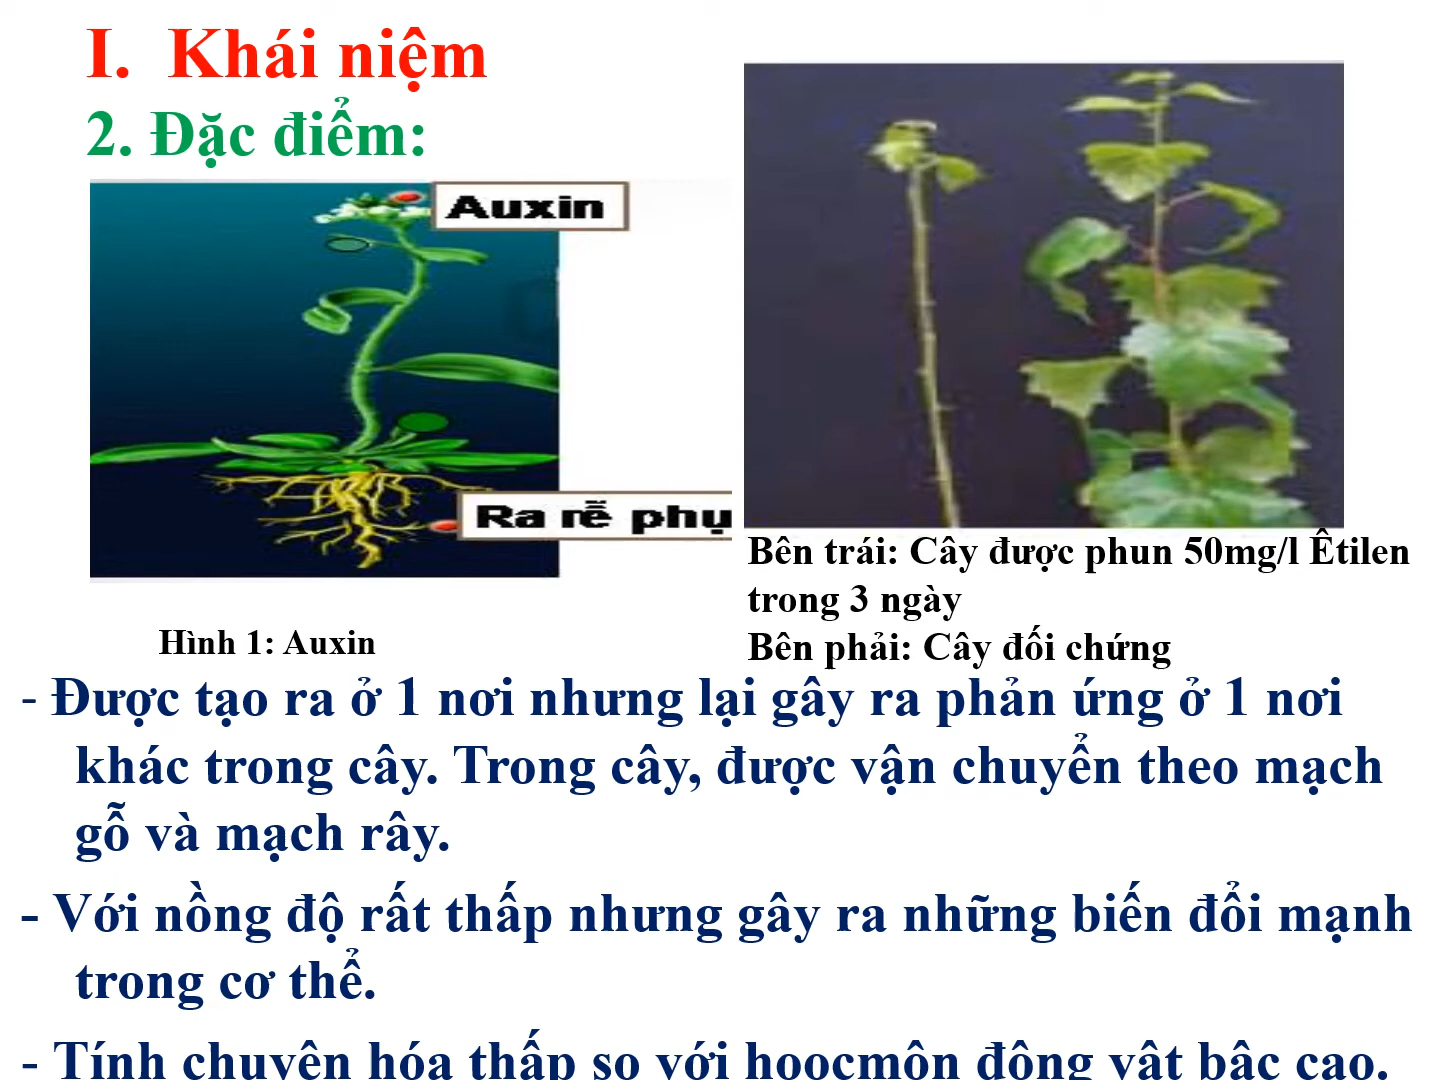 I. Khái niệm
2. Đặc điểm:
Auxin
Ra rễ phụ
Hình 1: Auxin
Bên trái: Cây được phun 50mg/l Êtilen
trong 3 ngày
Bên phải: Cây đối chứng
- Được tạo ra ở 1 nơi nhưng lại gây ra phản ứng ở 1 nơi
khác trong cây. Trong cây, được vận chuyển theo mạch
gỗ và mạch rây.
- Với nồng độ rất thấp nhưng gây ra những biến đổi mạnh
trong cơ thể.
- Tính chuyên hóa thấp so với hoocmôn động vật bậc cao.